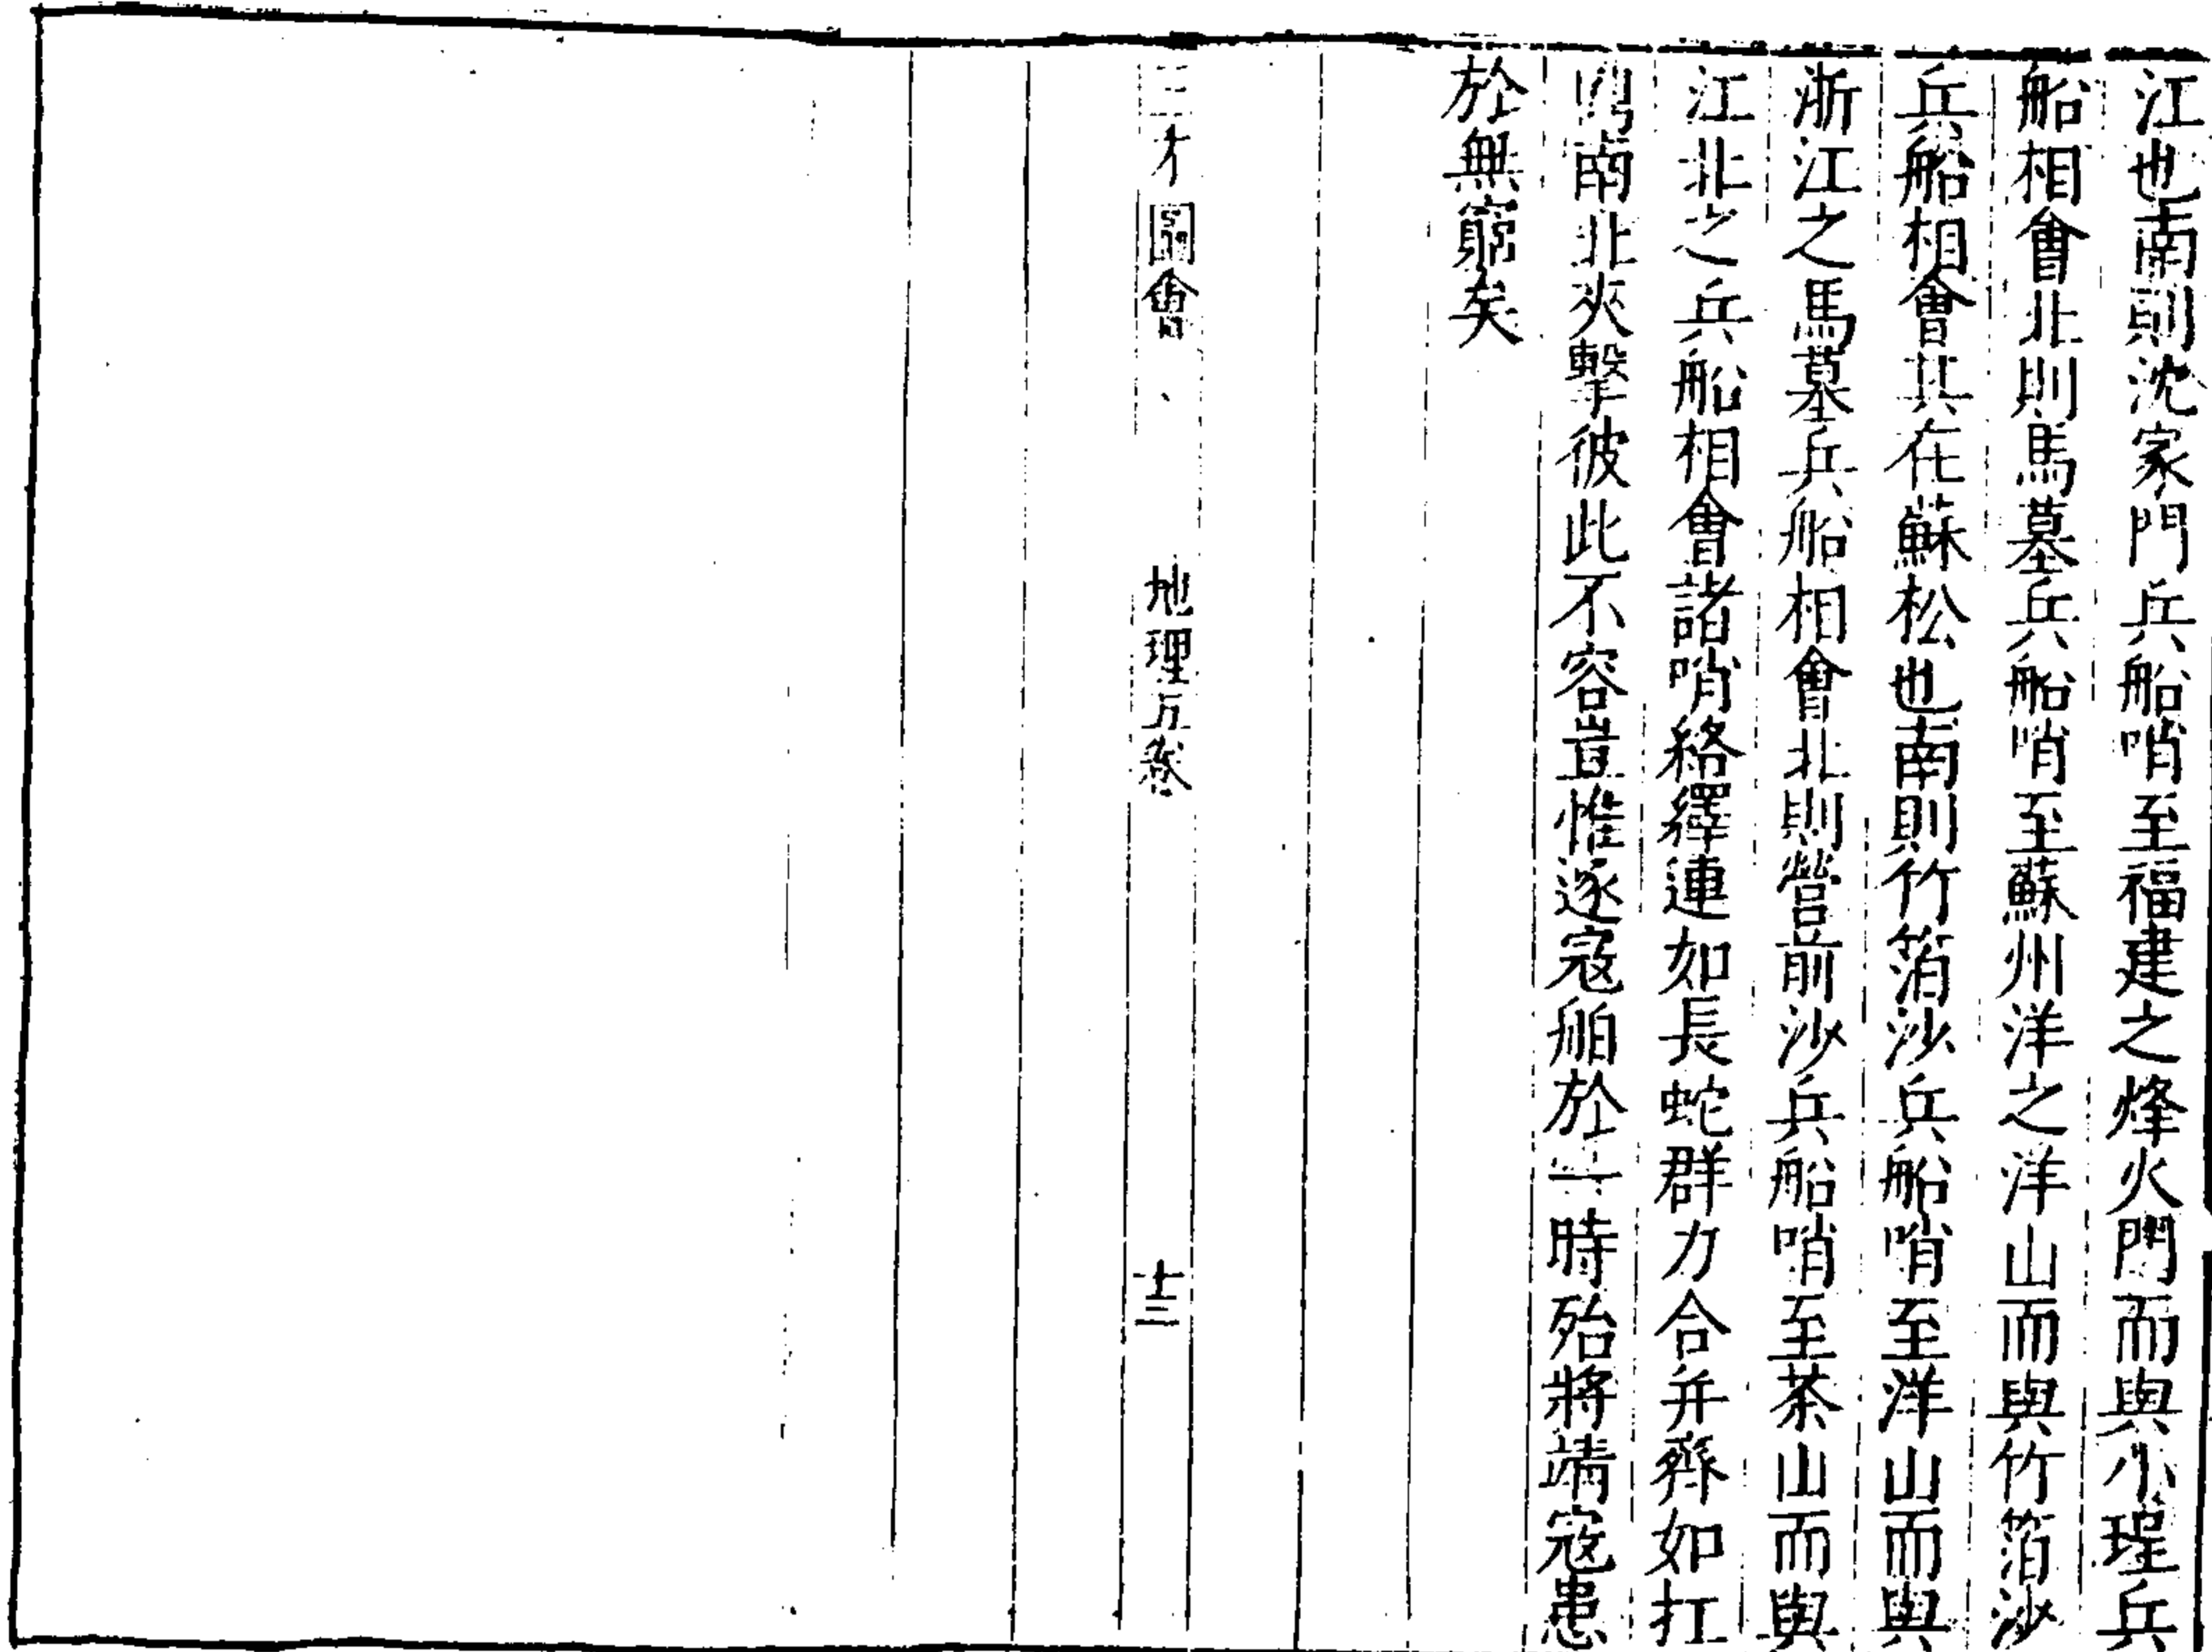 江也南則沈家門兵船哨至福建之烽火門而與小埕兵
船相會北則馬墓兵船哨至蘇州洋之洋山而與竹箔沙
兵船相會其在蘇松也南則竹箔沙兵船哨至洋山而與
浙江之馬墓兵船相會北則營前沙兵船哨至茶山而與
江北之兵船相會諸哨絡繹連如長蛇群力合并齊如扛
鼎南北夾擊彼此不容豈惟逐寇舶於一時殆將靖寇患
於無窮矣
三才圖會
地理五卷
十三